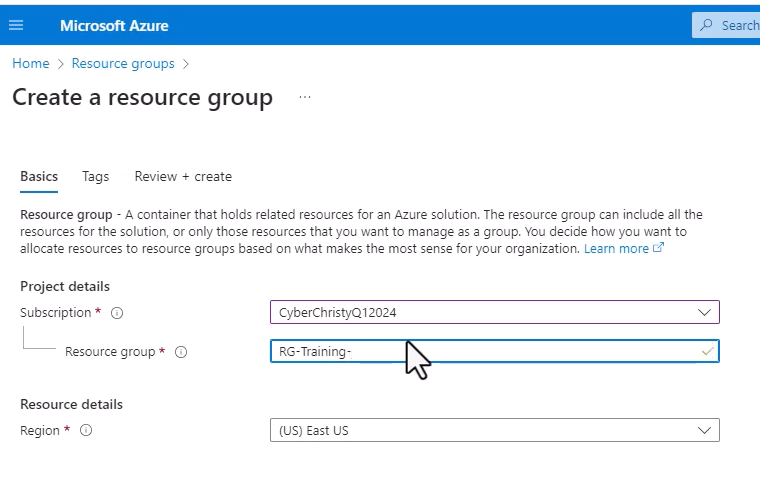 Microsoft Azure
Search
Home > Resource groups >
Create a resource group ...
Basics Tags Review + create
Resource group - A container that holds related resources for an Azure solution. The resource group can include all the
resources for the solution, or only those resources that you want to manage as a group. You decide how you want to
allocate resources to resource groups based on what makes the most sense for your organization. Learn more
Project details
Subscription * CyberChristyQ12024
Resource group * RG-Training-
Resource details
Region * (US) East US